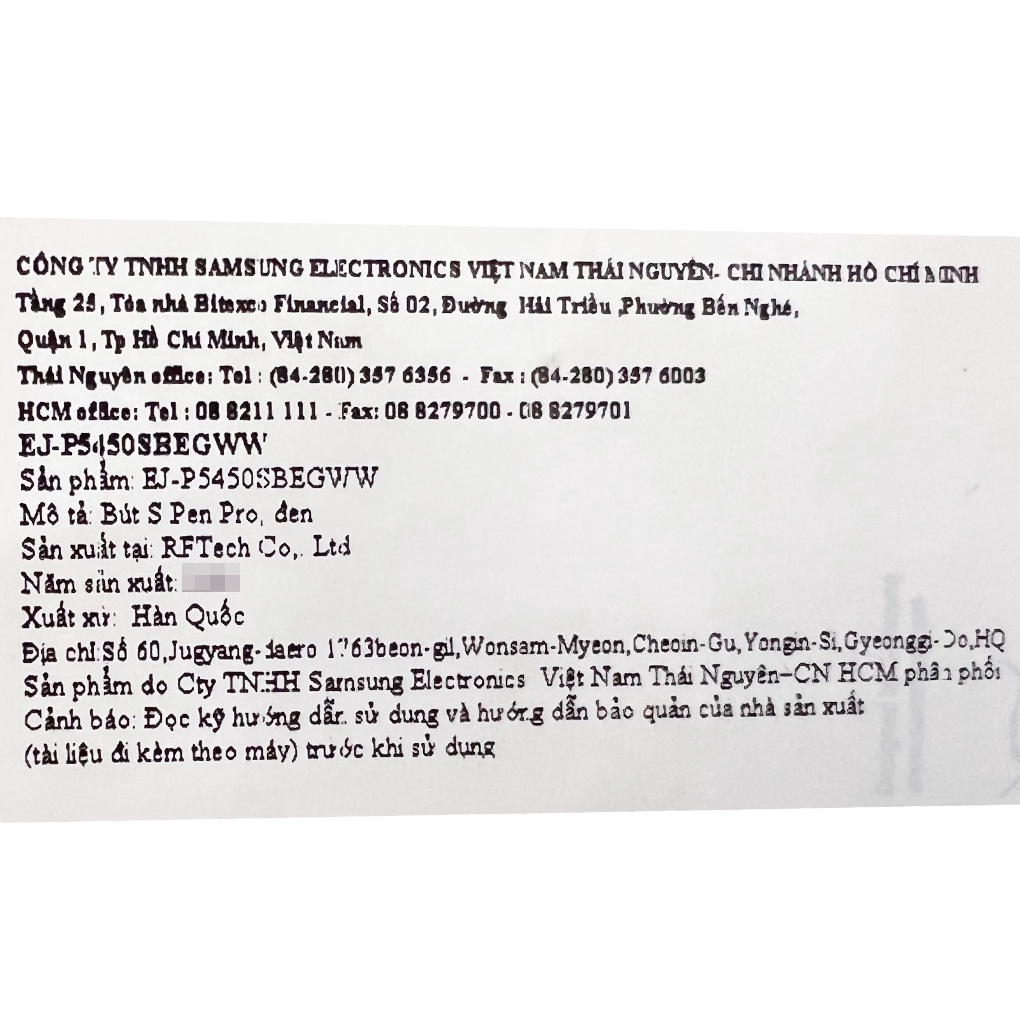 CÔNG TY TNHH SAMSUNG ELECTRONICS VIỆT NAM THÁI NGUYÊN- CHI NHÁNH HỒ CHÍ MINH
Tầng 25, Tòa nhà Bitexco Financial, Số 02, Đường Hải Triều ,Phường Bến Nghé,
Quận 1, Tp Hồ Chí Minh, Việt Nam
Thái Nguyên office: Tel : (84-280) 357 6356 - Fax : (84-280) 357 6003
HCM office: Tel : 08 8211 111 - Fax: 08 8279700 - 08 8279701
EJ-P5450SBEGWW
Sản phẩm: EJ-P5450SBEGWW
Mô tả: Bút S Pen Pro, đen
Sản xuất tại: RFTech Co,. Ltd
Năm sản xuất:
Xuất xứ: Hàn Quốc
Địa chỉ:Số 60,Jugyang-daero 1763beon-gil,Wonsam-Myeon,Cheoin-Gu,Yongin-Si,Gyeonggi-Do,HQ
Sản phẩm do Cty TNHH Samsung Electronics Việt Nam Thái Nguyên-CN HCM phân phối
Cảnh báo: Đọc kỹ hướng dẫn sử dụng và hướng dẫn bảo quản của nhà sản xuất
(tài liệu đi kèm theo máy) trước khi sử dụng